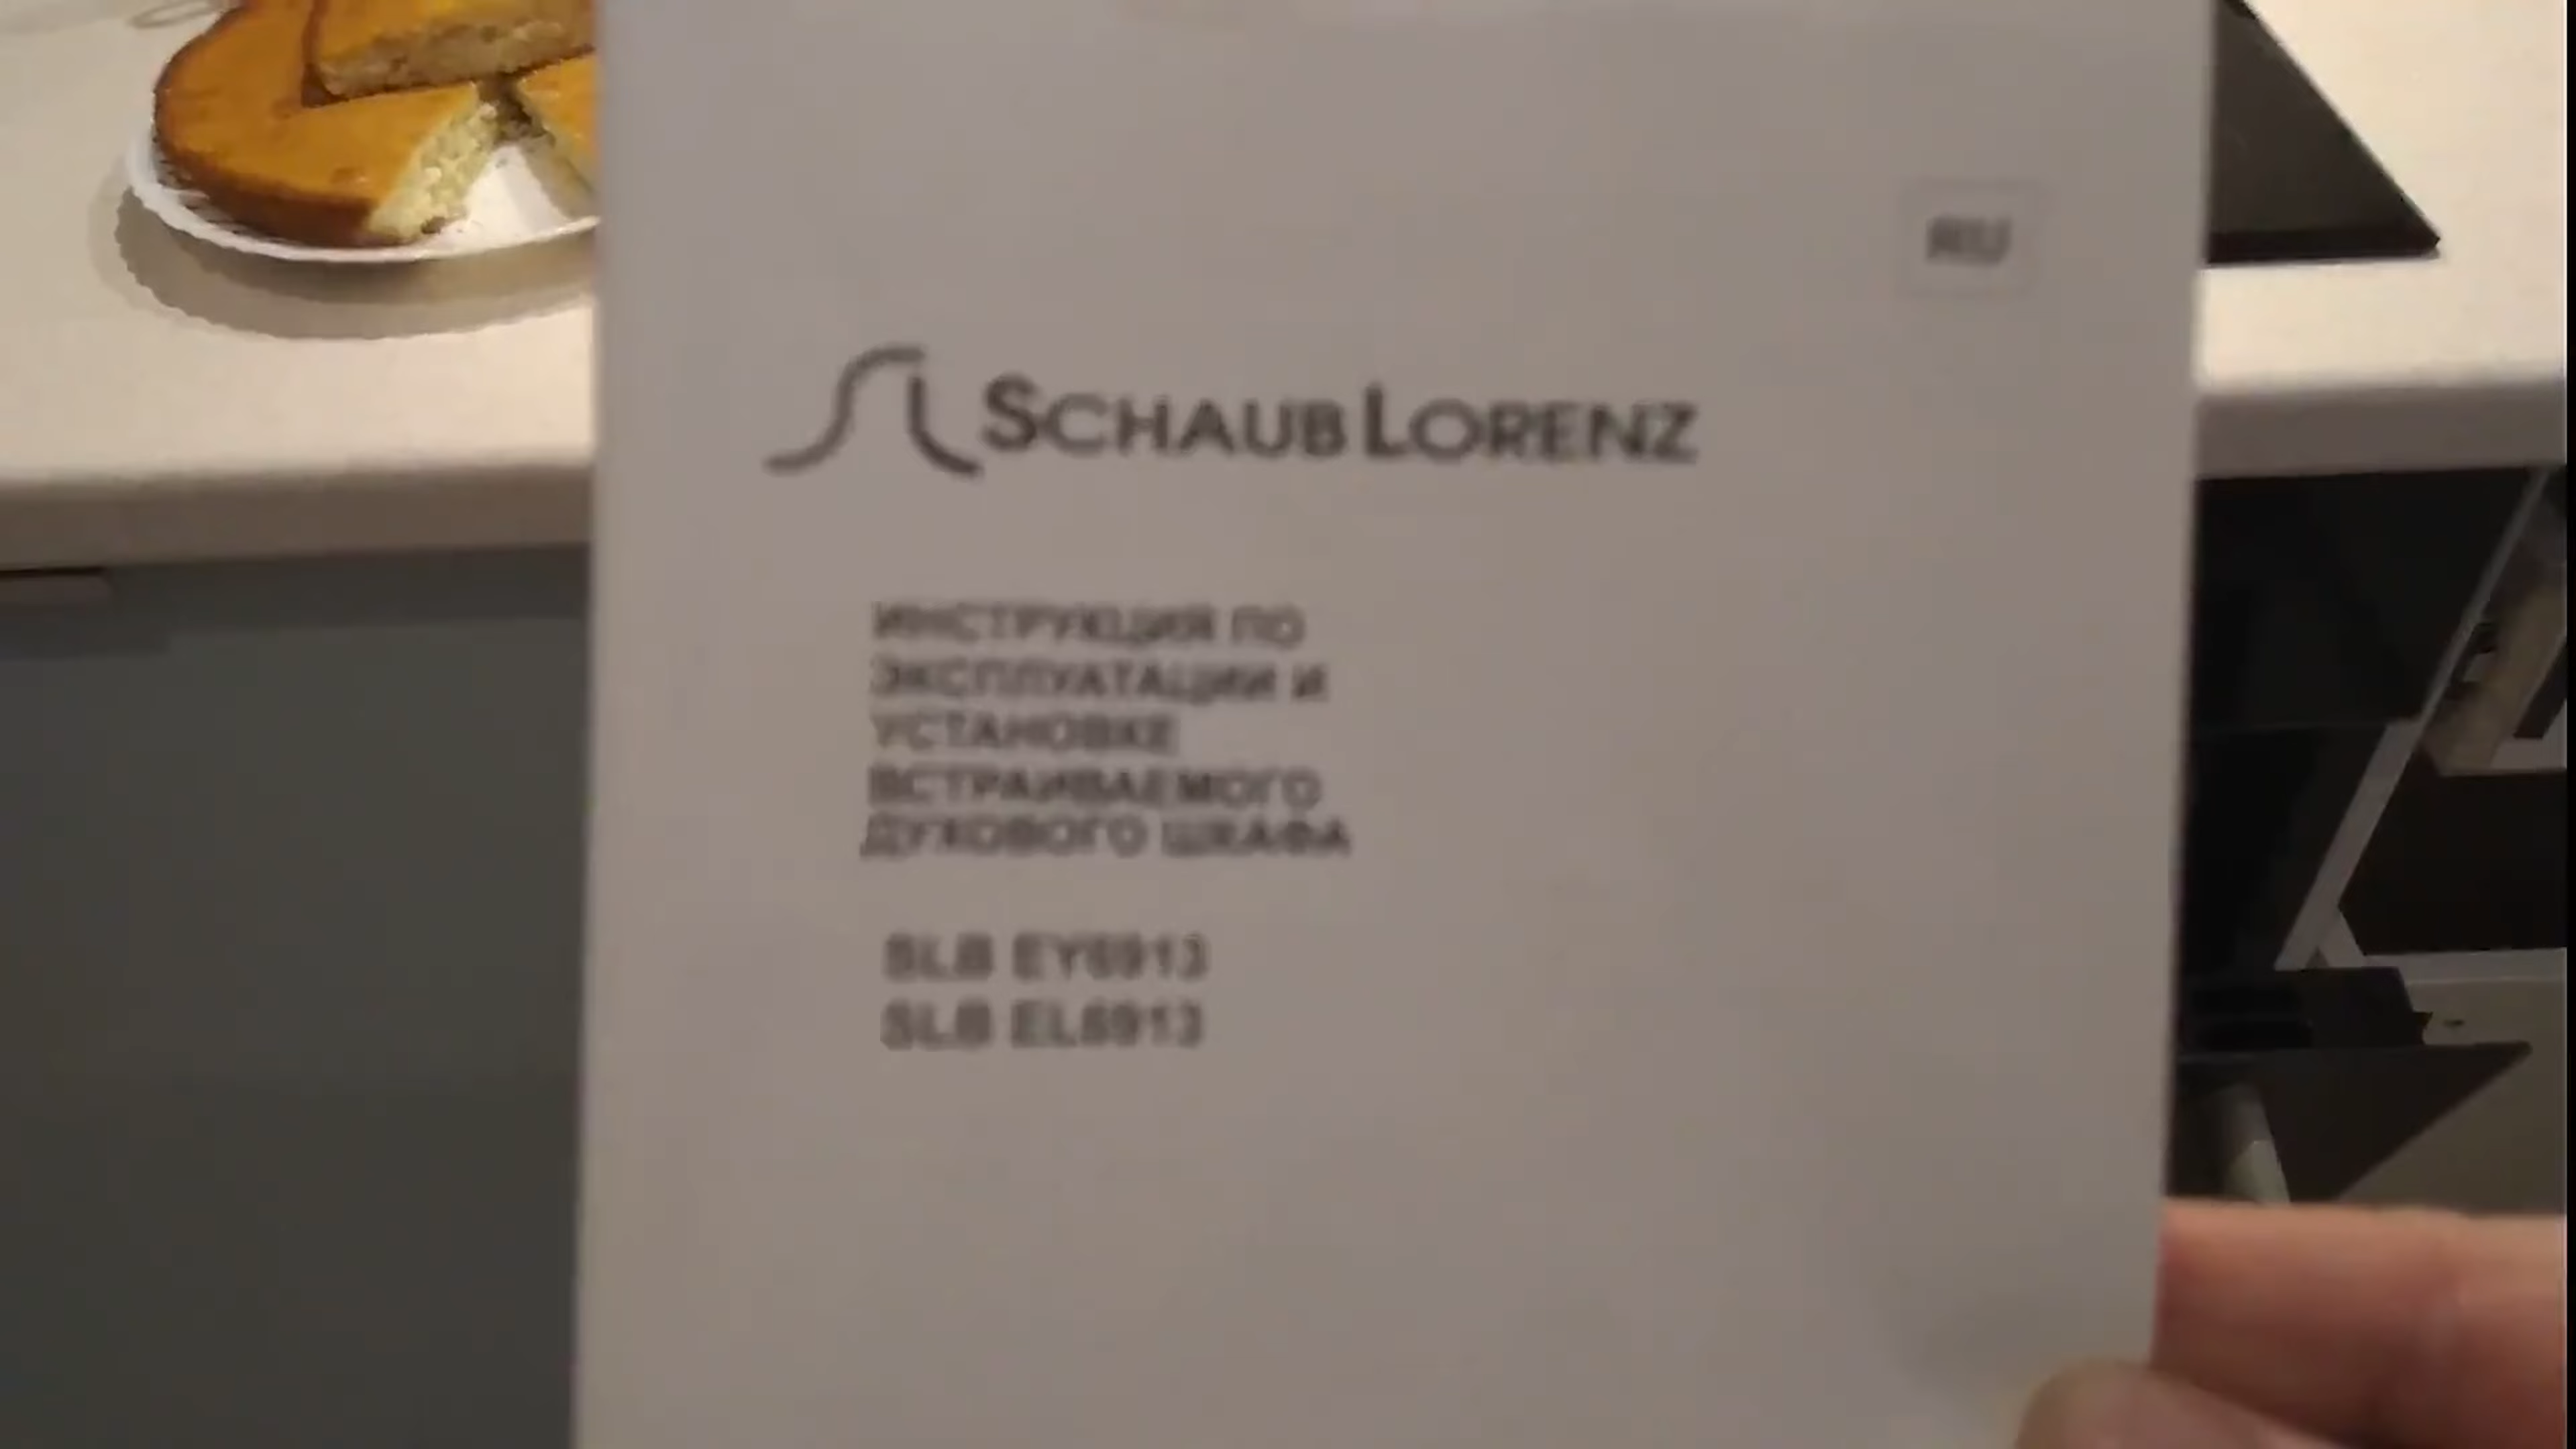 RU
SCHAUB LORENZ
ИНСТРУКЦИЯ ПО
ЭКСПЛУАТАЦИИ И
УСТАНОВКЕ
ВСТРАИВАЕМОГО
ДУХОВОГО ШКАФА
SLB EY6913
SLB EL6913